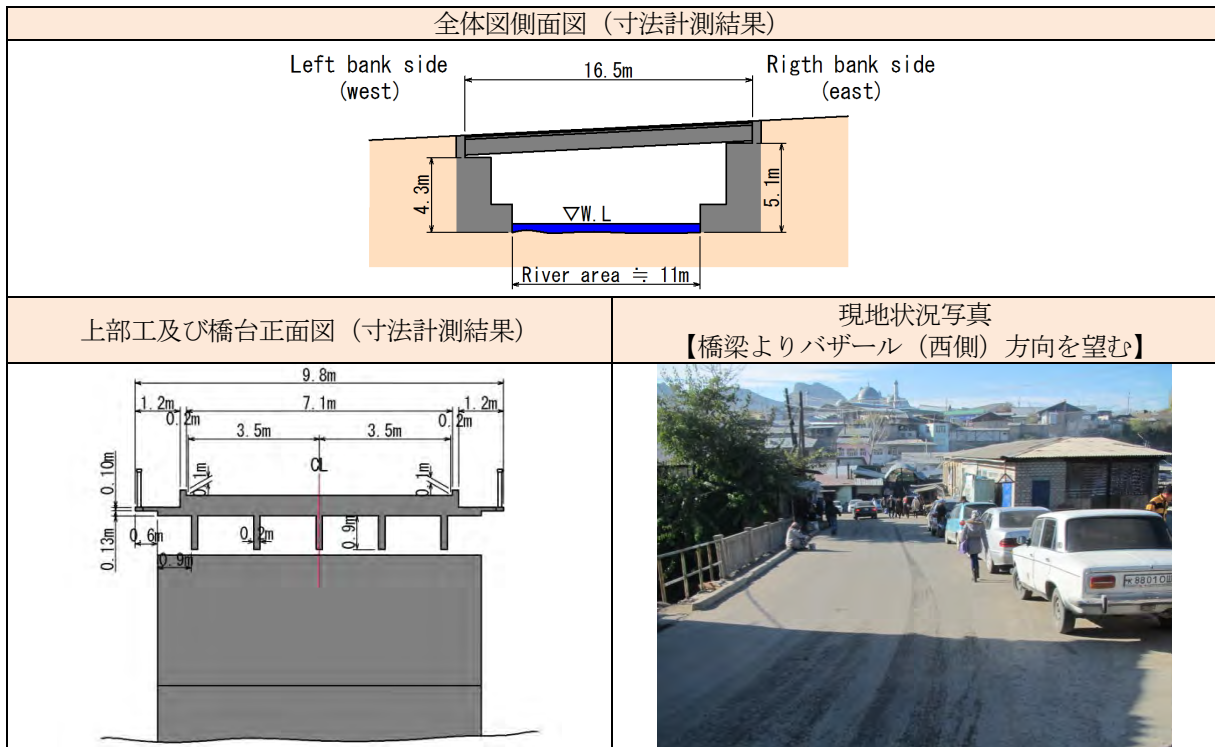 全体図側面図（寸法計測結果）
Left bank side
(west)
16.5m
Rigth bank side
(east)
4.3m
5.1m
▽W.L
River area ≒ 11m
上部工及び橋台正面図（寸法計測結果）
現地状況写真
【橋梁よりバザール（西側）方向を望む】
9.8m
1.2m
7.1m
1.2m
0.2m
0.2m
3.5m
3.5m
CL
0.1m
0.1m
0.10m
0.13m
0.6m
0.9m
0.2m
0.9m